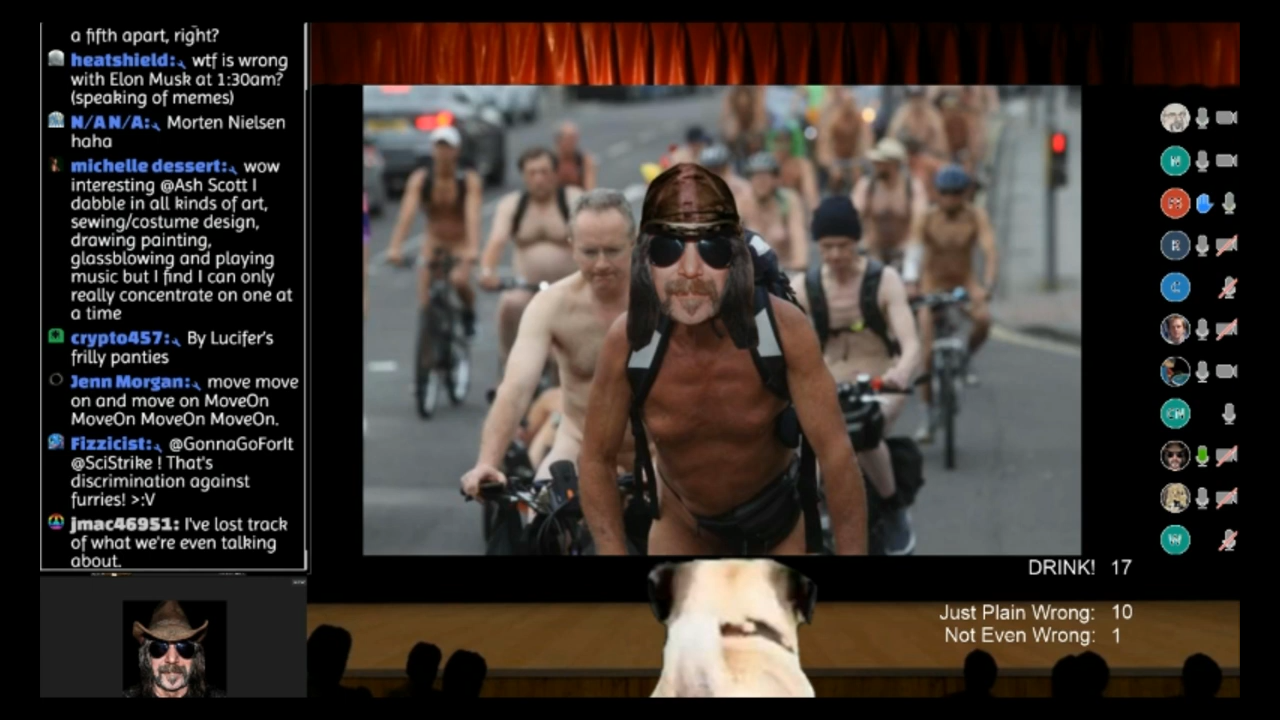 a fifth apart, right?
heatshield: wtf is wrong
with Elon Musk at 1:30am?
(speaking of memes)
N/A N/A: Morten Nielsen
haha
michelle dessert: wow
interesting @Ash Scott I
dabble in all kinds of art,
sewing/costume design,
drawing painting,
glassblowing and playing
music but I find I can only
really concentrate on one at
a time
crypto457: By Lucifer's
frilly panties
Jenn Morgan: move move
on and move on MoveOn
MoveOn MoveOn MoveOn.
Fizzicist: @GonnaGoForIt
@SciStrike ! That's
discrimination against
furries! >:V
jmac46951: I've lost track
of what we're even talking
about.
DRINK! 17
Just Plain Wrong: 10
Not Even Wrong: 1